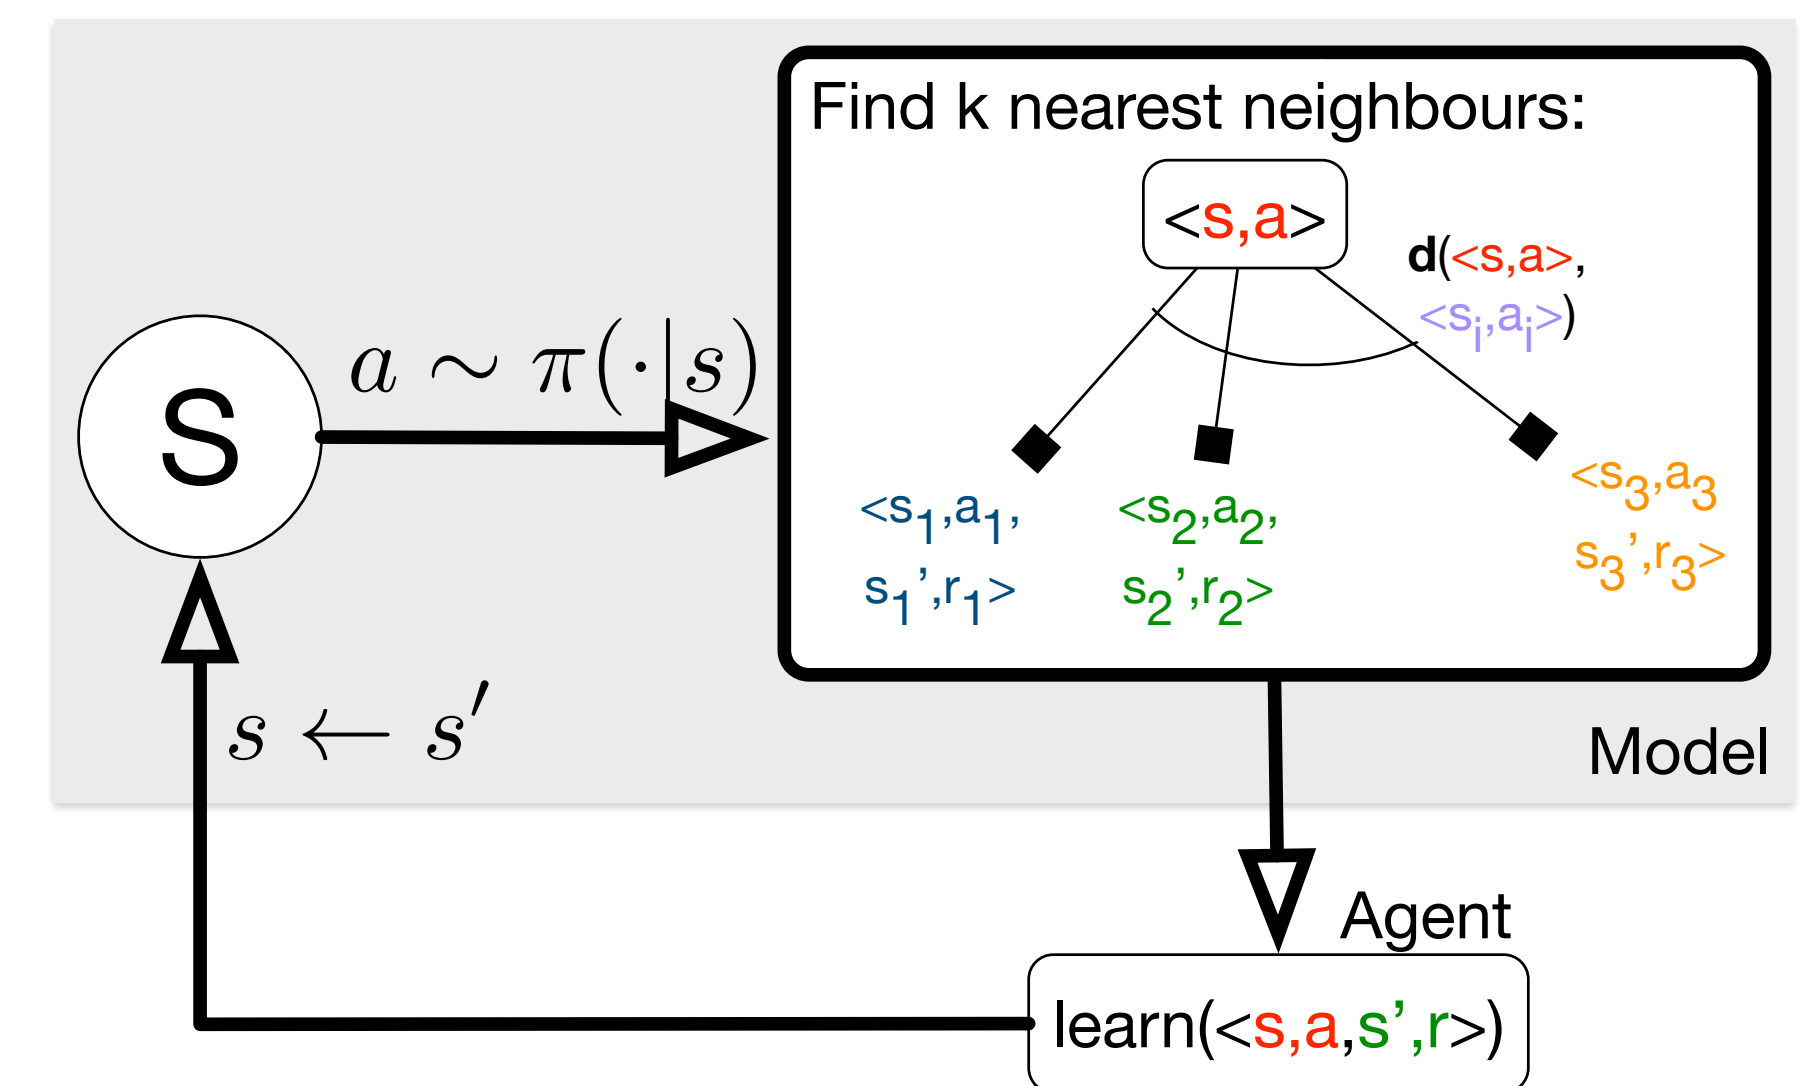 Find k nearest neighbours:
<s,a>
d(<s,a>,
<sᵢ,aᵢ>)
S
a ∼ π(·|s)
<s₁,a₁,
s₁’,r₁>
<s₂,a₂,
s₂’,r₂>
<s₃,a₃
s₃’,r₃>
s ← s′
Model
Agent
learn(<s,a,s’,r>)